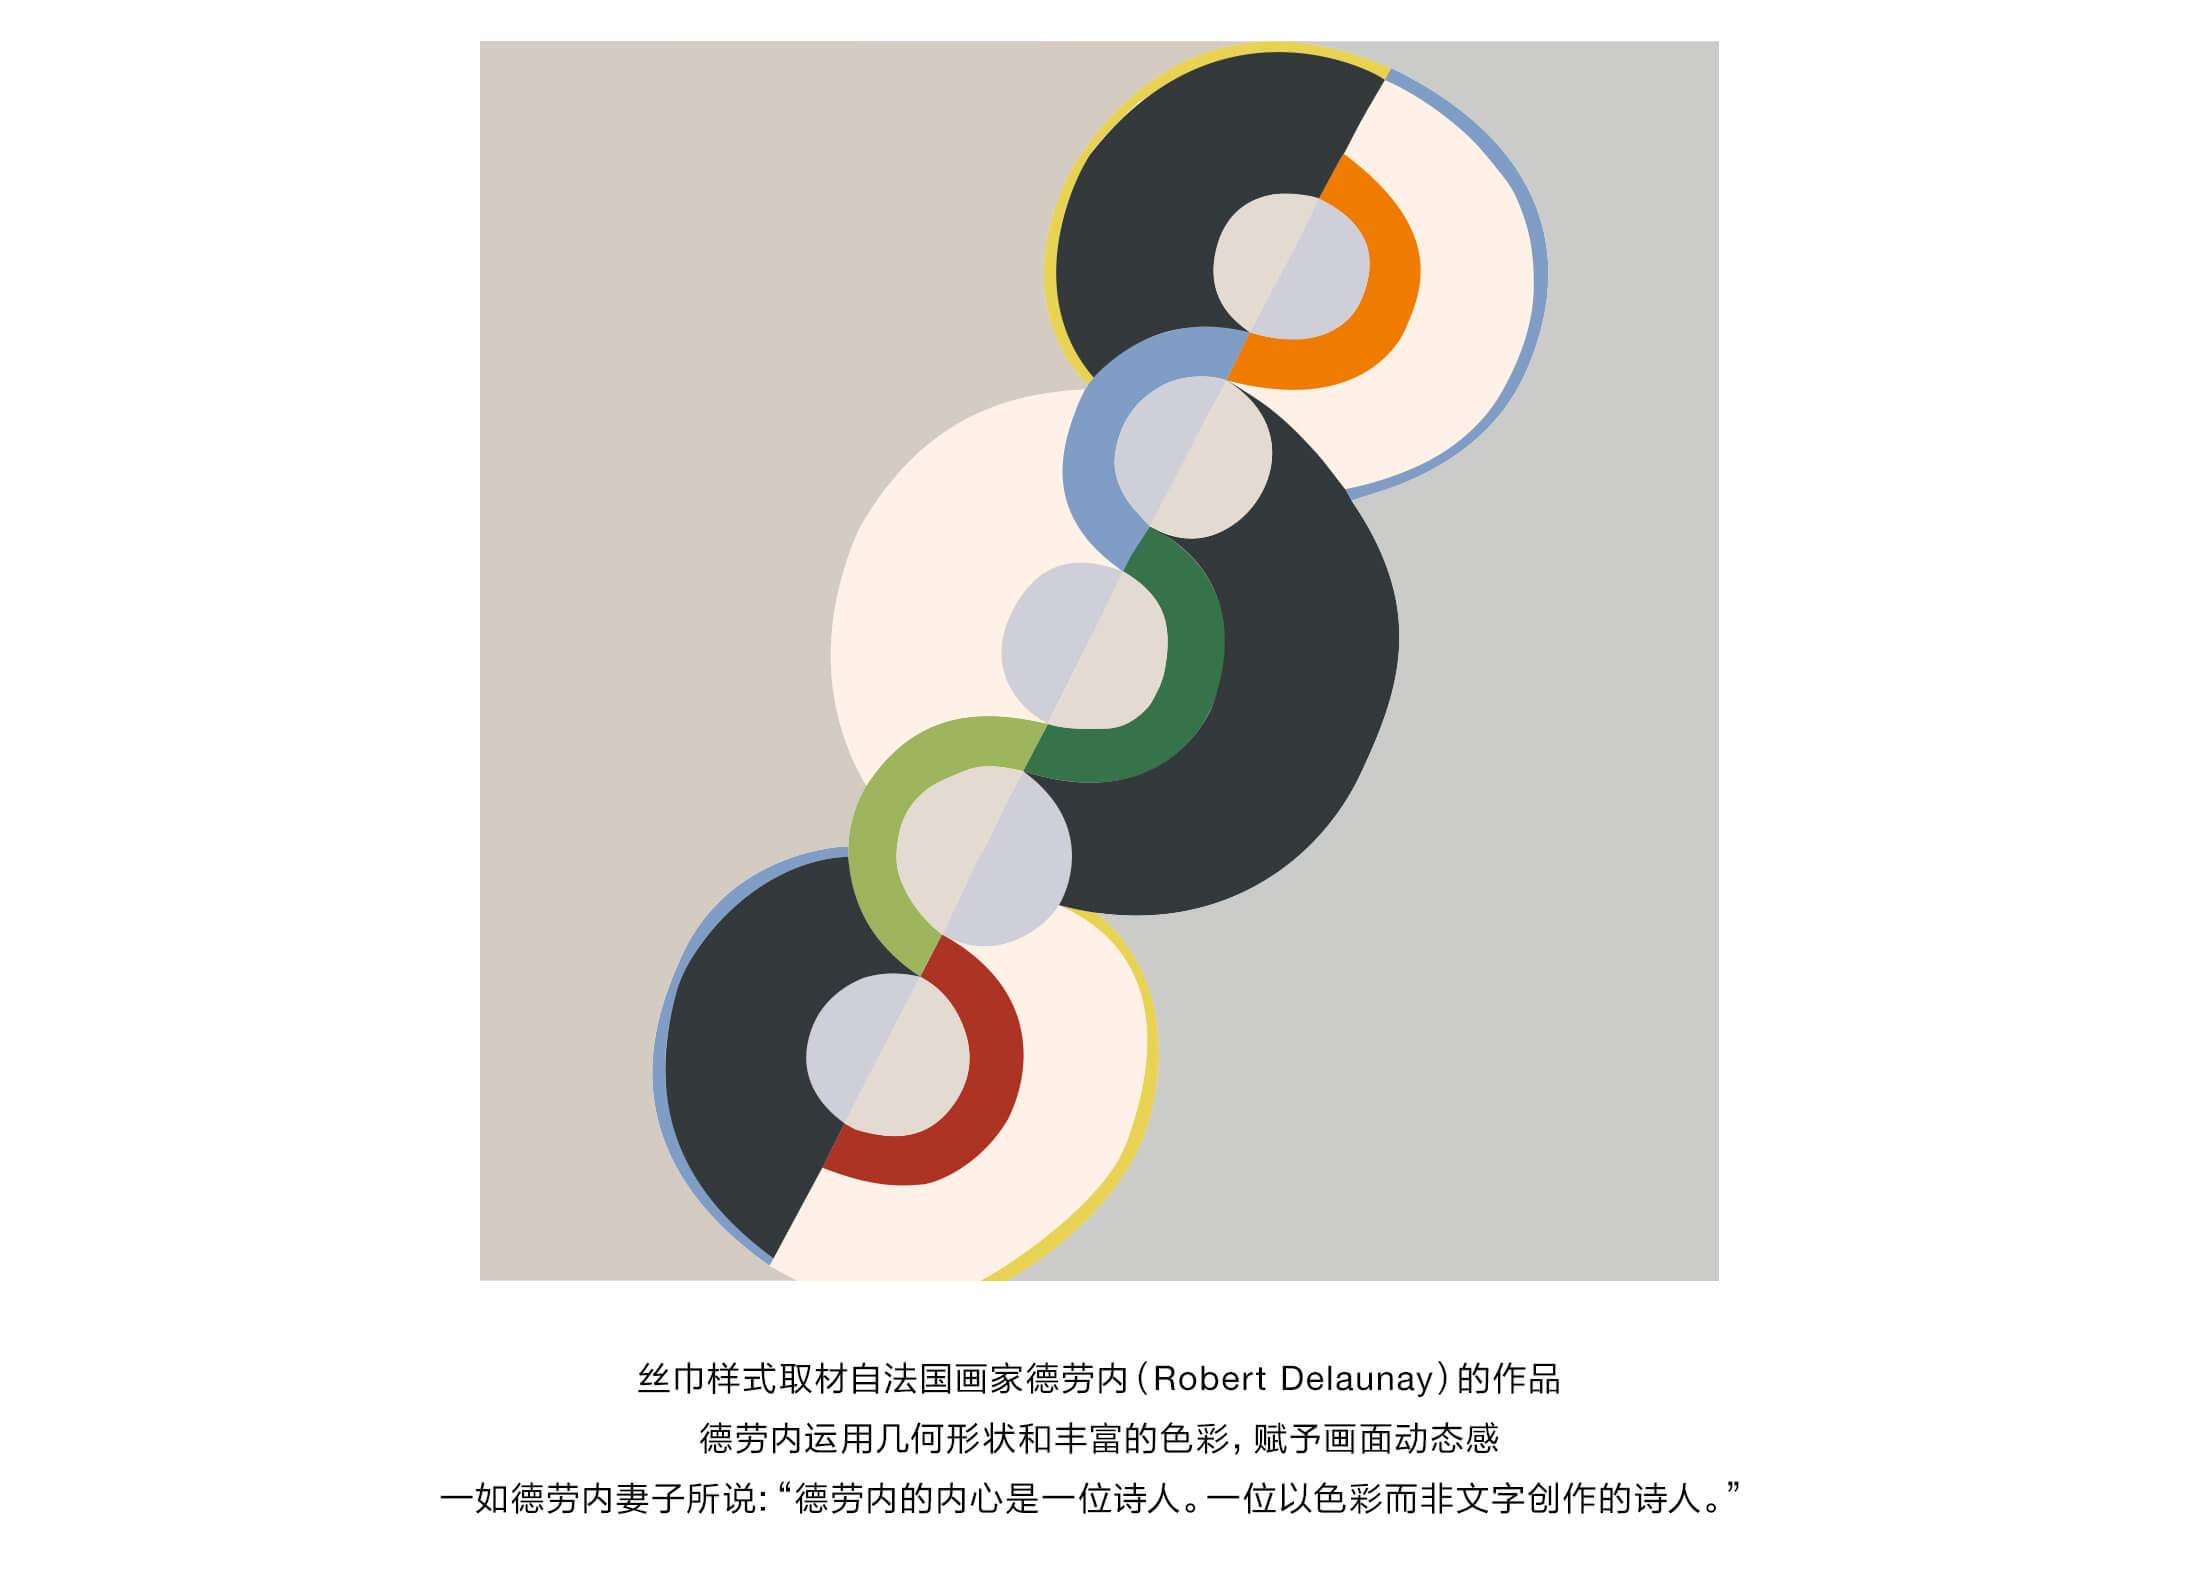 丝巾样式取材自法国画家德劳内（Robert Delaunay）的作品
德劳内运用几何形状和丰富的色彩，赋予画面动态感
一如德劳内妻子所说：“德劳内的内心是一位诗人。一位以色彩而非文字创作的诗人。”